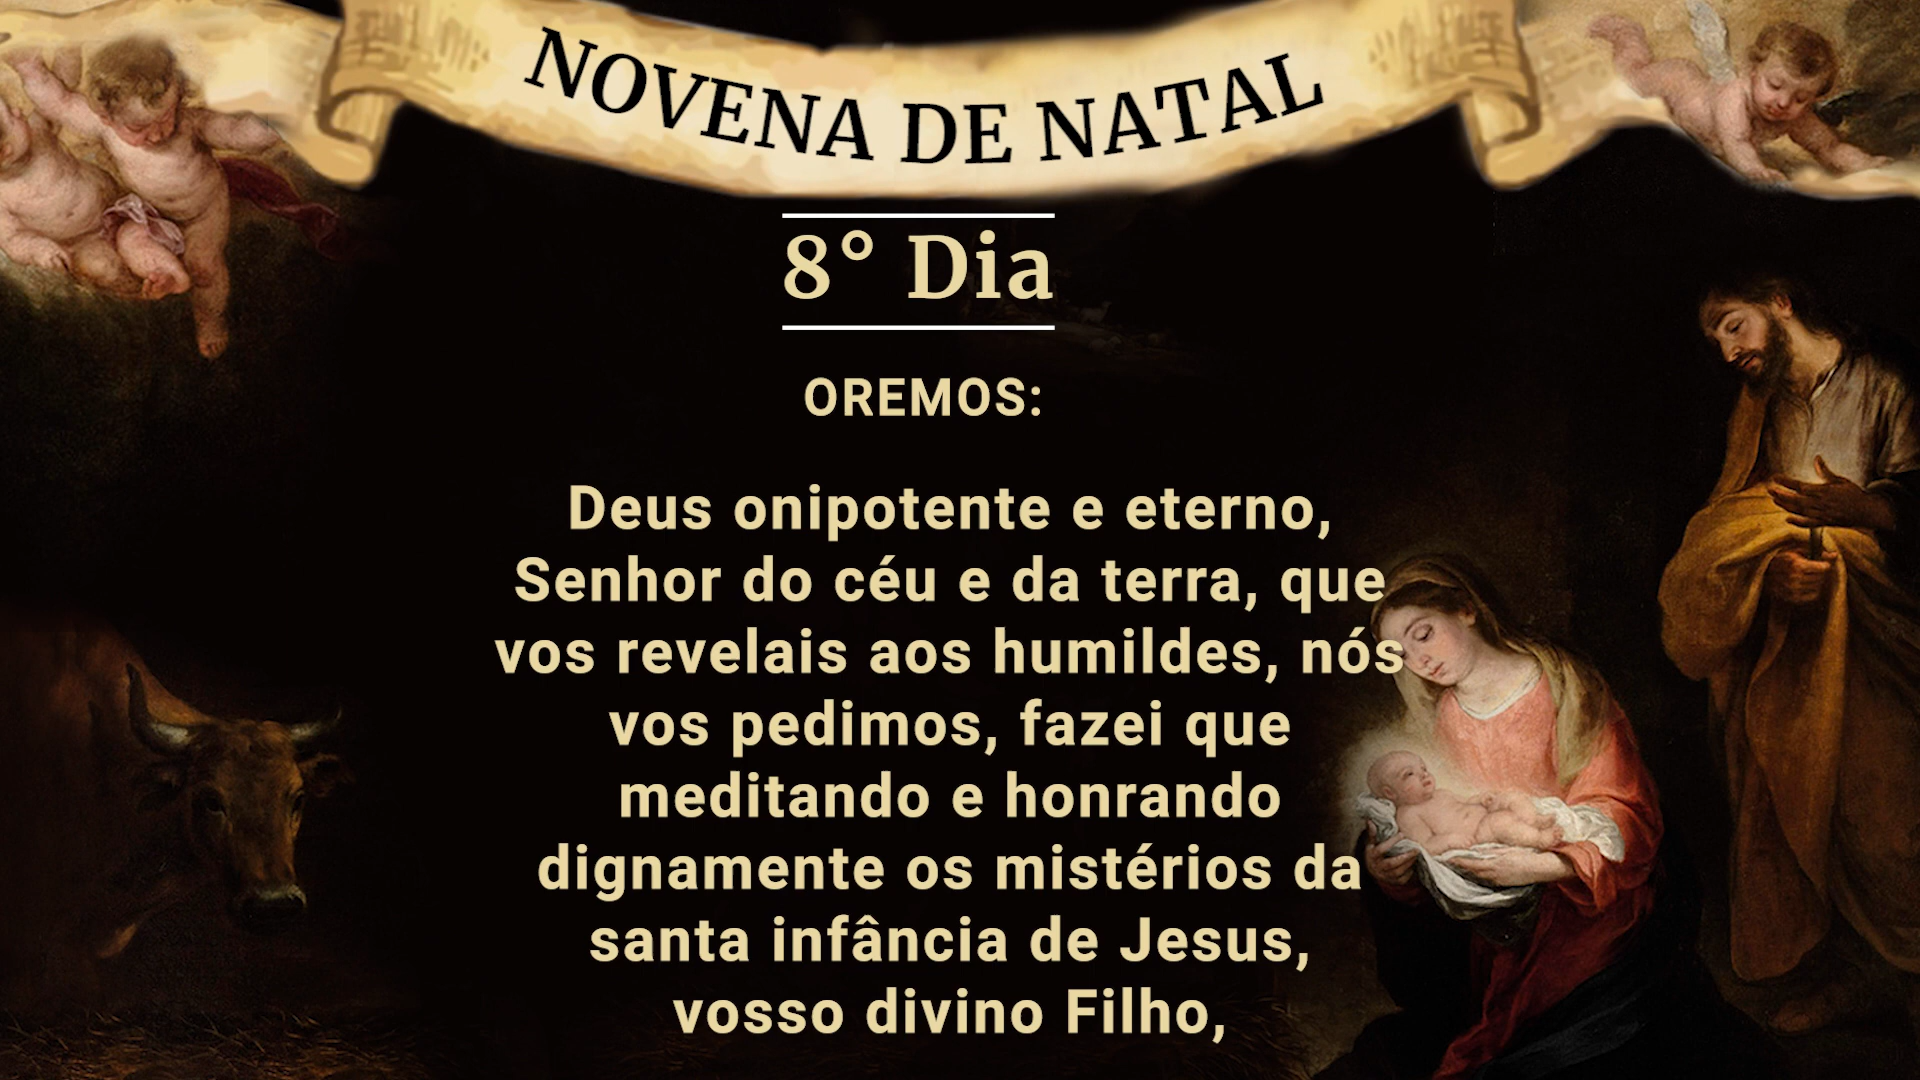 NOVENA DE NATAL
8° Dia
OREMOS:
Deus onipotente e eterno,
Senhor do céu e da terra, que
vos revelais aos humildes, nós
vos pedimos, fazei que
meditando e honrando
dignamente os mistérios da
santa infância de Jesus,
vosso divino Filho,